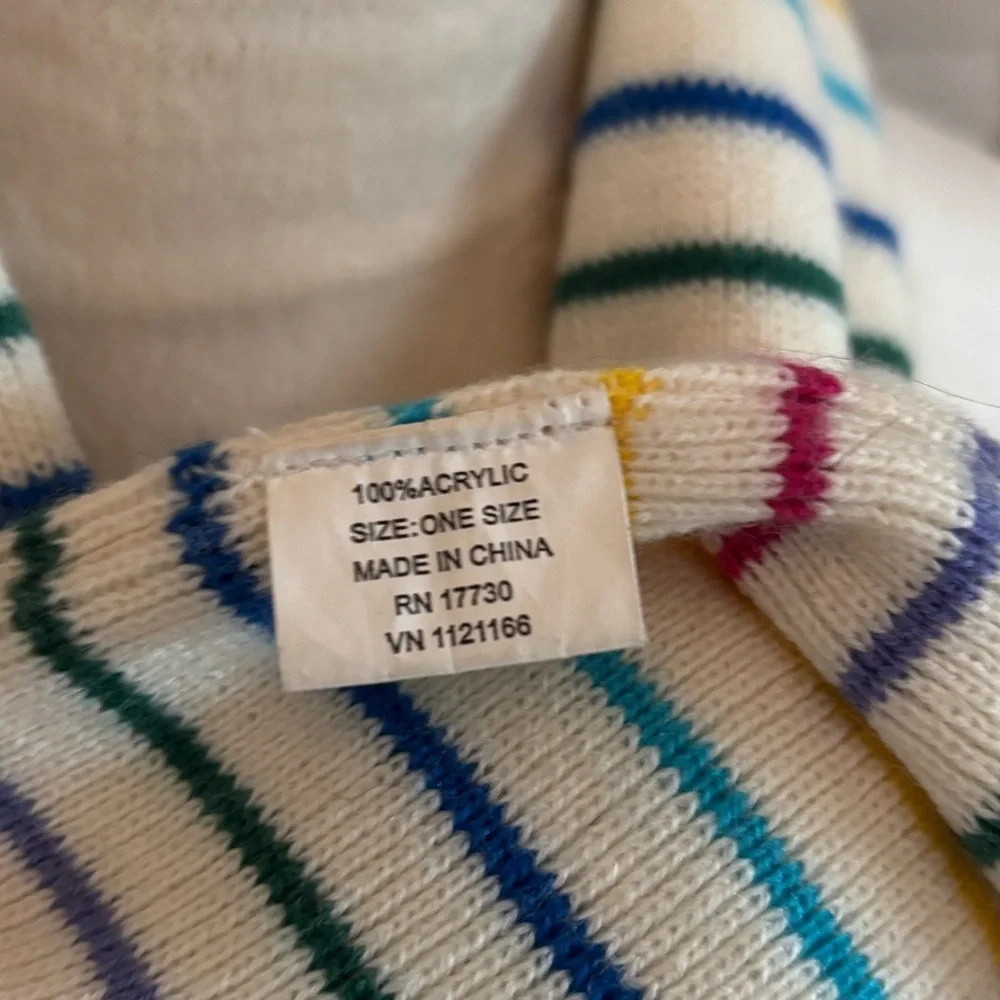 100%ACRYLIC
SIZE:ONE SIZE
MADE IN CHINA
RN 17730
VN 1121166